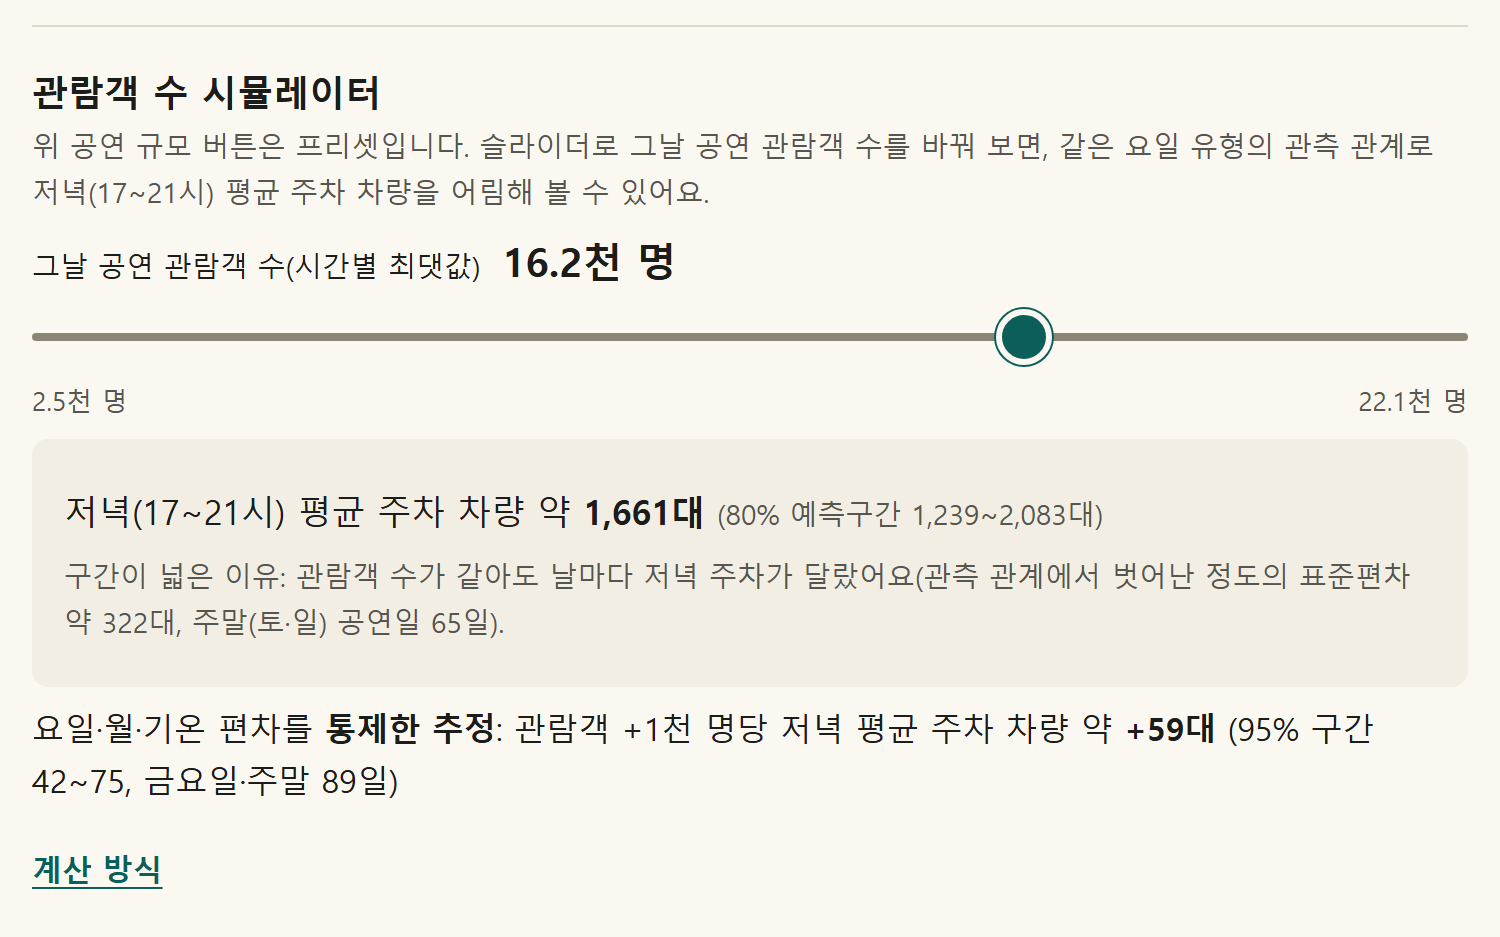 관람객 수 시뮬레이터
위 공연 규모 버튼은 프리셋입니다. 슬라이더로 그날 공연 관람객 수를 바꿔 보면, 같은 요일 유형의 관측 관계로
저녁(17~21시) 평균 주차 차량을 어림해 볼 수 있어요.
그날 공연 관람객 수(시간별 최댓값) 16.2천 명
2.5천 명 22.1천 명
저녁(17~21시) 평균 주차 차량 약 1,661대 (80% 예측구간 1,239~2,083대)
구간이 넓은 이유: 관람객 수가 같아도 날마다 저녁 주차가 달랐어요(관측 관계에서 벗어난 정도의 표준편차
약 322대, 주말(토·일) 공연일 65일).
요일·월·기온 편차를 통제한 추정: 관람객 +1천 명당 저녁 평균 주차 차량 약 +59대 (95% 구간
42~75, 금요일·주말 89일)
계산 방식